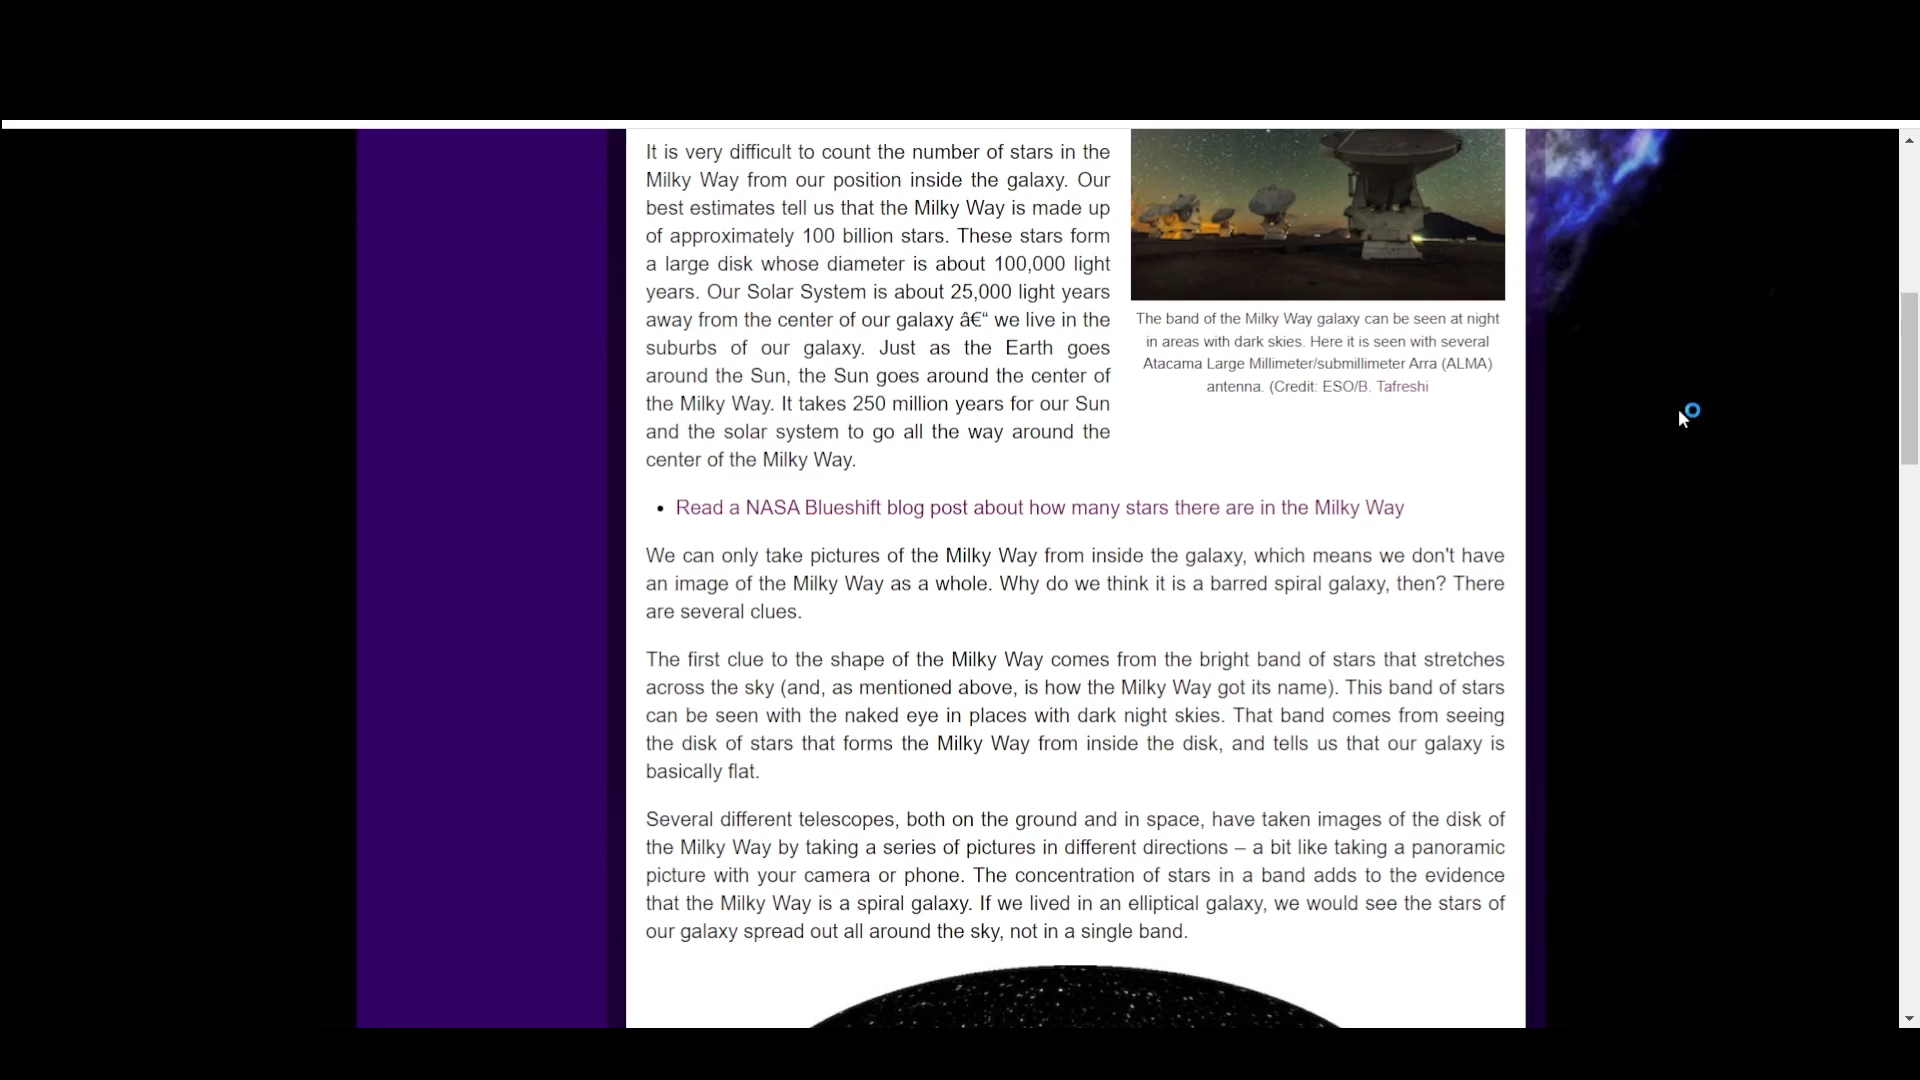 It is very difficult to count the number of stars in the
Milky Way from our position inside the galaxy. Our
best estimates tell us that the Milky Way is made up
of approximately 100 billion stars. These stars form
a large disk whose diameter is about 100,000 light
years. Our Solar System is about 25,000 light years
away from the center of our galaxy â€“ we live in the
suburbs of our galaxy. Just as the Earth goes
around the Sun, the Sun goes around the center of
the Milky Way. It takes 250 million years for our Sun
and the solar system to go all the way around the
center of the Milky Way.
The band of the Milky Way galaxy can be seen at night
in areas with dark skies. Here it is seen with several
Atacama Large Millimeter/submillimeter Arra (ALMA)
antenna. (Credit: ESO/B. Tafreshi
• Read a NASA Blueshift blog post about how many stars there are in the Milky Way
We can only take pictures of the Milky Way from inside the galaxy, which means we don't have
an image of the Milky Way as a whole. Why do we think it is a barred spiral galaxy, then? There
are several clues.
The first clue to the shape of the Milky Way comes from the bright band of stars that stretches
across the sky (and, as mentioned above, is how the Milky Way got its name). This band of stars
can be seen with the naked eye in places with dark night skies. That band comes from seeing
the disk of stars that forms the Milky Way from inside the disk, and tells us that our galaxy is
basically flat.
Several different telescopes, both on the ground and in space, have taken images of the disk of
the Milky Way by taking a series of pictures in different directions – a bit like taking a panoramic
picture with your camera or phone. The concentration of stars in a band adds to the evidence
that the Milky Way is a spiral galaxy. If we lived in an elliptical galaxy, we would see the stars of
our galaxy spread out all around the sky, not in a single band.